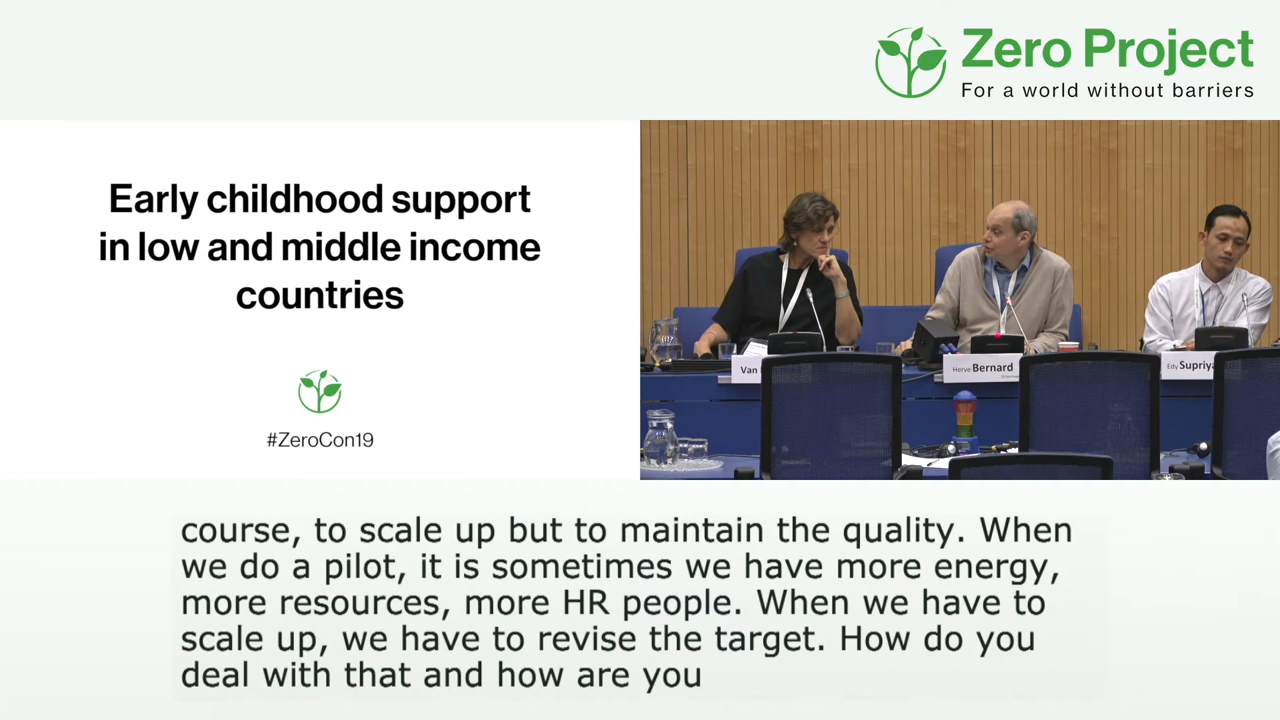 Zero Project
For a world without barriers
Early childhood support
in low and middle income
countries
#ZeroCon19
Van
Herve Bernard
Edy Supriya
course, to scale up but to maintain the quality. When
we do a pilot, it is sometimes we have more energy,
more resources, more HR people. When we have to
scale up, we have to revise the target. How do you
deal with that and how are you